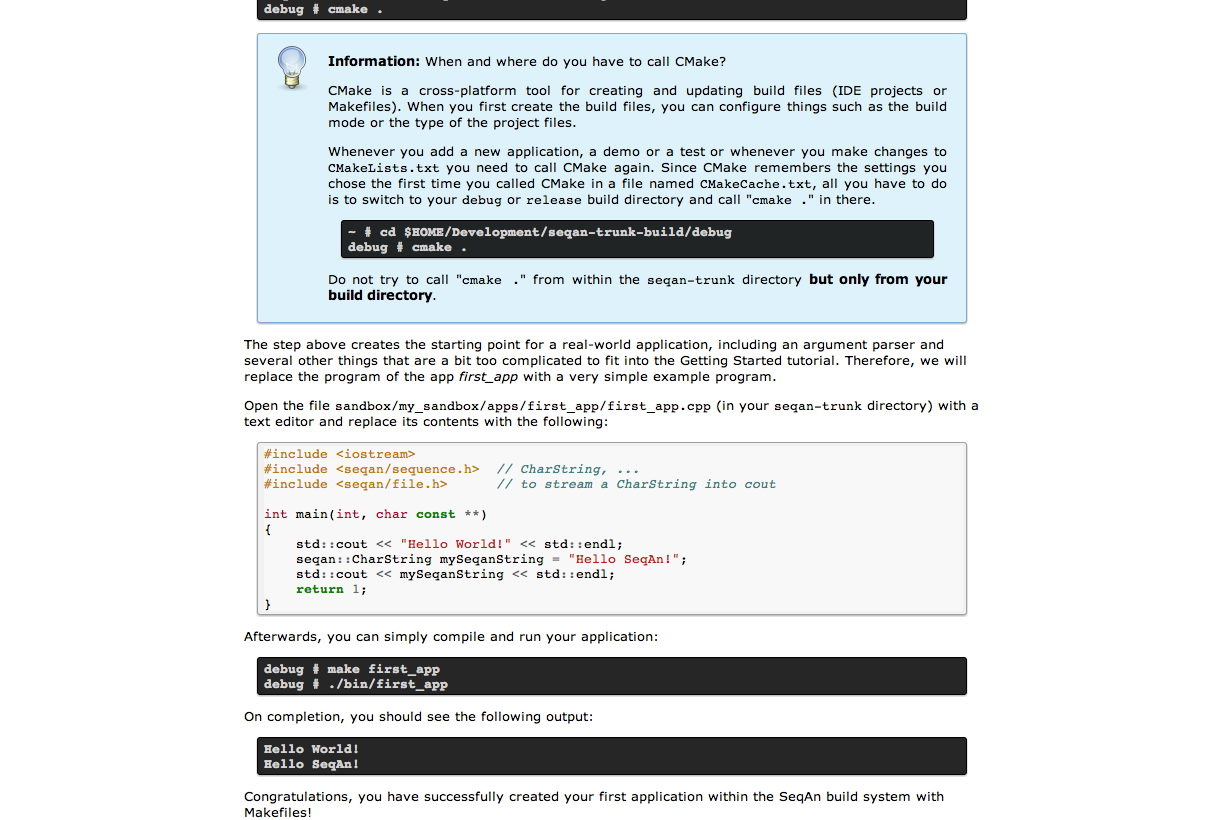 debug # cmake .
Information: When and where do you have to call CMake?
CMake is a cross-platform tool for creating and updating build files (IDE projects or
Makefiles). When you first create the build files, you can configure things such as the build
mode or the type of the project files.
Whenever you add a new application, a demo or a test or whenever you make changes to
CMakeLists.txt you need to call CMake again. Since CMake remembers the settings you
chose the first time you called CMake in a file named CMakeCache.txt, all you have to do
is to switch to your debug or release build directory and call "cmake ." in there.
~ # cd $HOME/Development/seqan-trunk-build/debug
debug # cmake .
Do not try to call "cmake ." from within the seqan-trunk directory but only from your
build directory.
The step above creates the starting point for a real-world application, including an argument parser and
several other things that are a bit too complicated to fit into the Getting Started tutorial. Therefore, we will
replace the program of the app first_app with a very simple example program.
Open the file sandbox/my_sandbox/apps/first_app/first_app.cpp (in your seqan-trunk directory) with a
text editor and replace its contents with the following:
#include <iostream>
#include <seqan/sequence.h>  // CharString, ...
#include <seqan/file.h>      // to stream a CharString into cout
int main(int, char const **)
{
    std::cout << "Hello World!" << std::endl;
    seqan::CharString mySeqanString = "Hello SeqAn!";
    std::cout << mySeqanString << std::endl;
    return 1;
}
Afterwards, you can simply compile and run your application:
debug # make first_app
debug # ./bin/first_app
On completion, you should see the following output:
Hello World!
Hello SeqAn!
Congratulations, you have successfully created your first application within the SeqAn build system with
Makefiles!